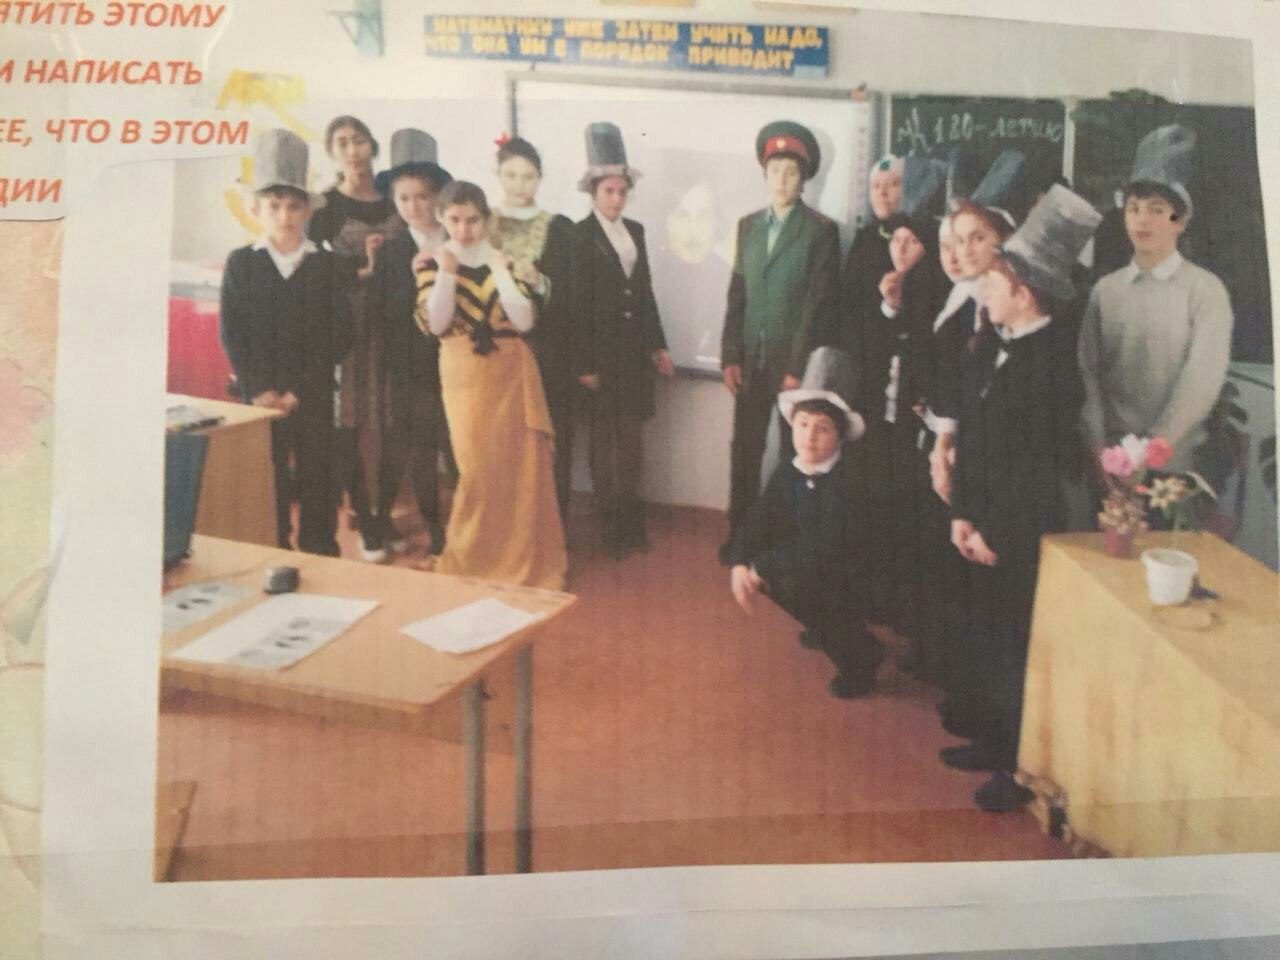 ЯТИТЬ ЭТОМУ
И НАПИСАТЬ
ЕЕ, ЧТО В ЭТОМ
ДИИ
МАТЕМАТИКУ УЖЕ ЗАТЕМ УЧИТЬ НАДО,
ЧТО ОНА УМ В ПОРЯДОК ПРИВОДИТ
К 180-летию